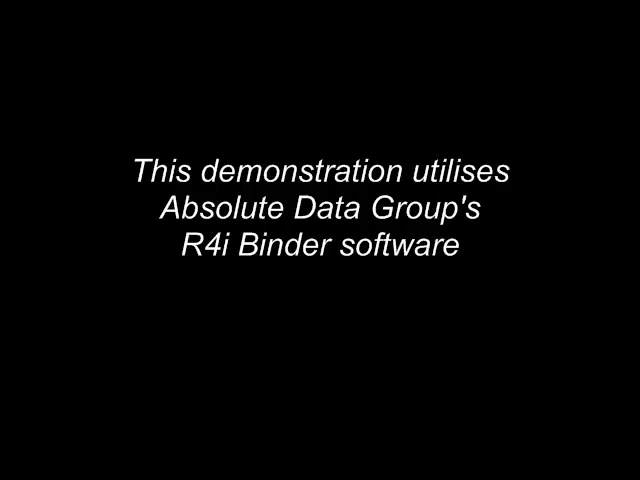 This demonstration utilises
Absolute Data Group's
R4i Binder software